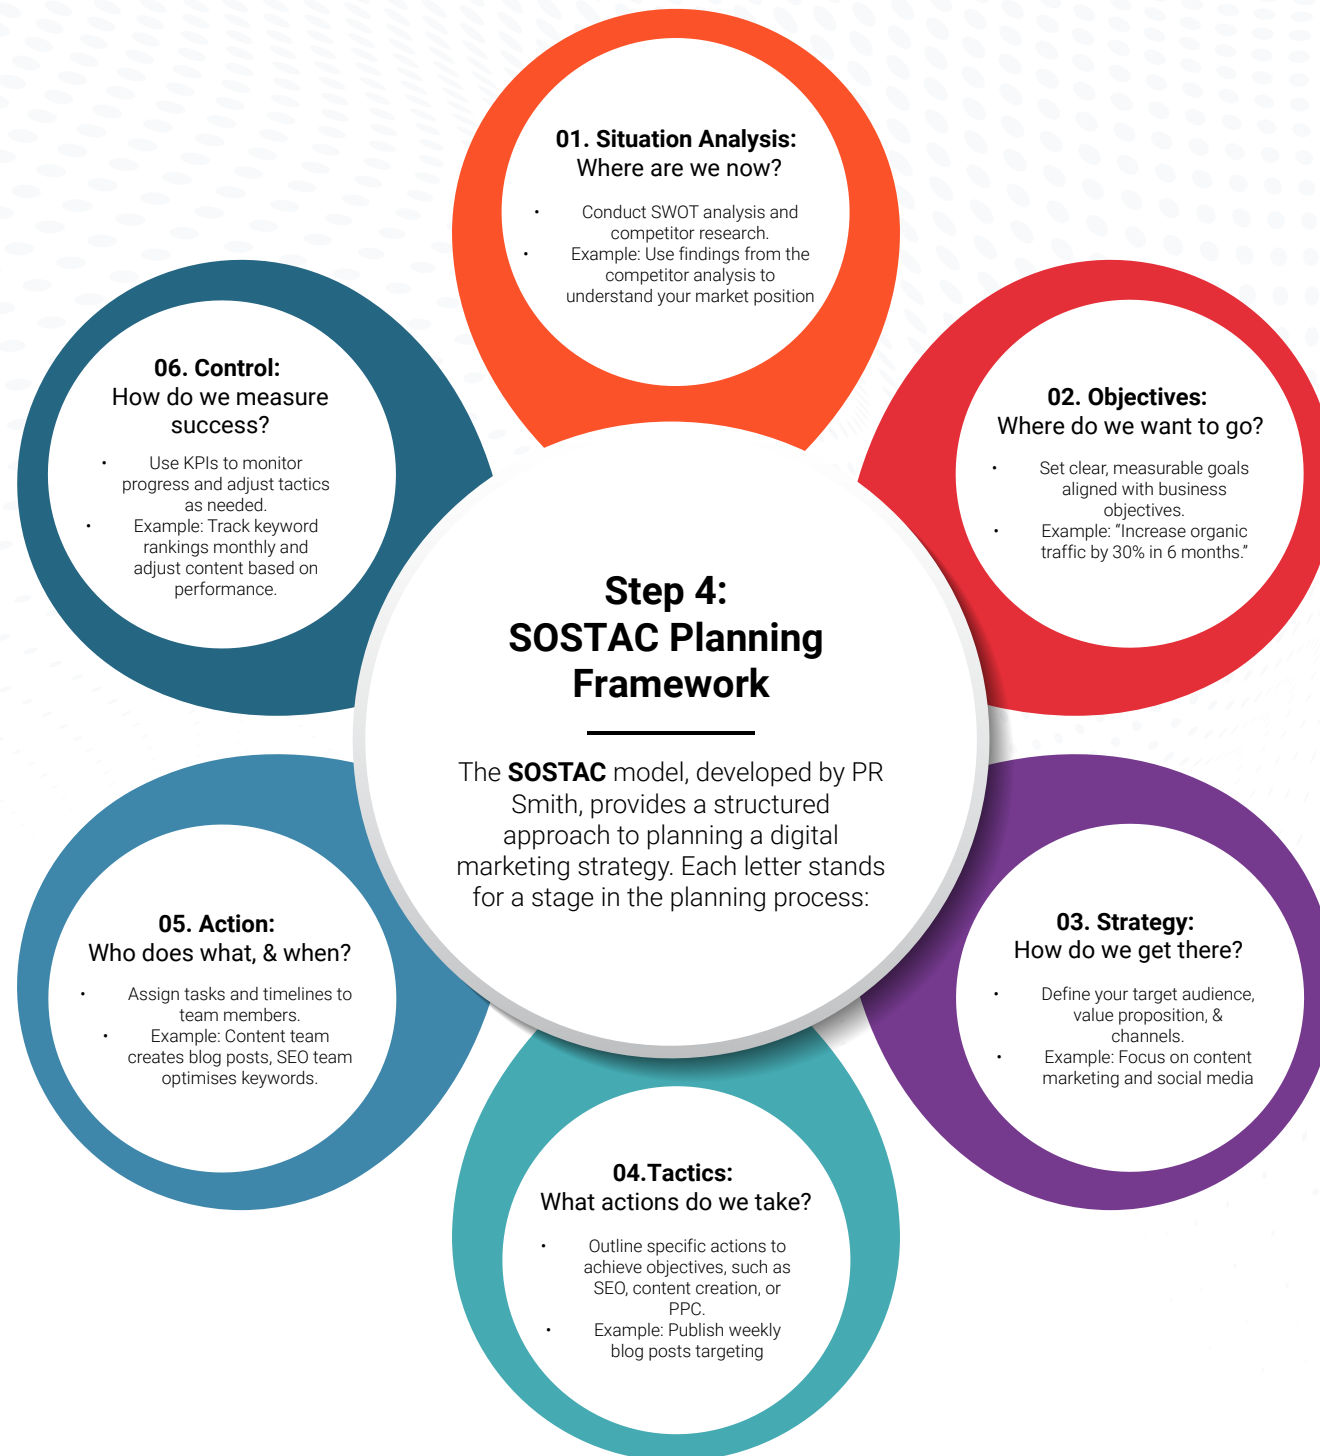 Step 4:
SOSTAC Planning
Framework
The SOSTAC model, developed by PR
Smith, provides a structured
approach to planning a digital
marketing strategy. Each letter stands
for a stage in the planning process:
01. Situation Analysis:
Where are we now?
• Conduct SWOT analysis and
competitor research.
• Example: Use findings from the
competitor analysis to
understand your market position
02. Objectives:
Where do we want to go?
• Set clear, measurable goals
aligned with business
objectives.
• Example: “Increase organic
traffic by 30% in 6 months.”
03. Strategy:
How do we get there?
• Define your target audience,
value proposition, &
channels.
• Example: Focus on content
marketing and social media
04.Tactics:
What actions do we take?
• Outline specific actions to
achieve objectives, such as
SEO, content creation, or
PPC.
• Example: Publish weekly
blog posts targeting
05. Action:
Who does what, & when?
• Assign tasks and timelines to
team members.
• Example: Content team
creates blog posts, SEO team
optimises keywords.
06. Control:
How do we measure
success?
• Use KPIs to monitor
progress and adjust tactics
as needed.
• Example: Track keyword
rankings monthly and
adjust content based on
performance.